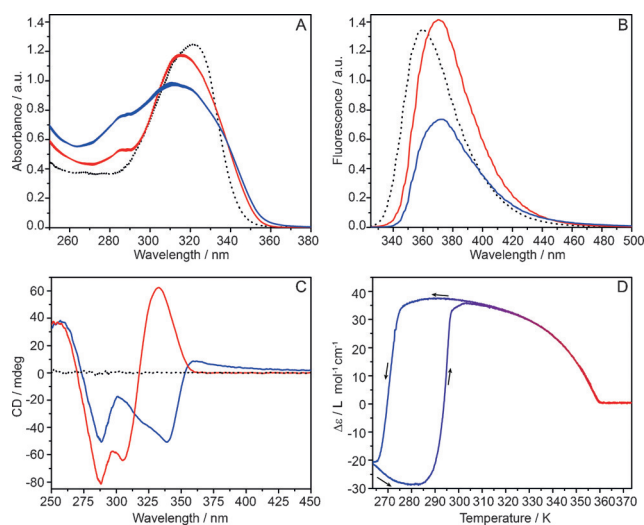 A
Absorbance / a.u.
1.4
1.2
1.0
0.8
0.6
0.4
0.2
0.0
260 280 300 320 340 360 380
Wavelength / nm
B
Fluorescence / a.u.
1.4
1.2
1.0
0.8
0.6
0.4
0.2
0.0
340 360 380 400 420 440 460 480 500
Wavelength / nm
C
CD / mdeg
60
40
20
0
-20
-40
-60
-80
250 275 300 325 350 375 400 425 450
Wavelength / nm
D
Δε / L mol⁻¹ cm⁻¹
50
40
30
20
10
0
-10
-20
-30
270 280 290 300 310 320 330 340 350 360 370
Temperature / K